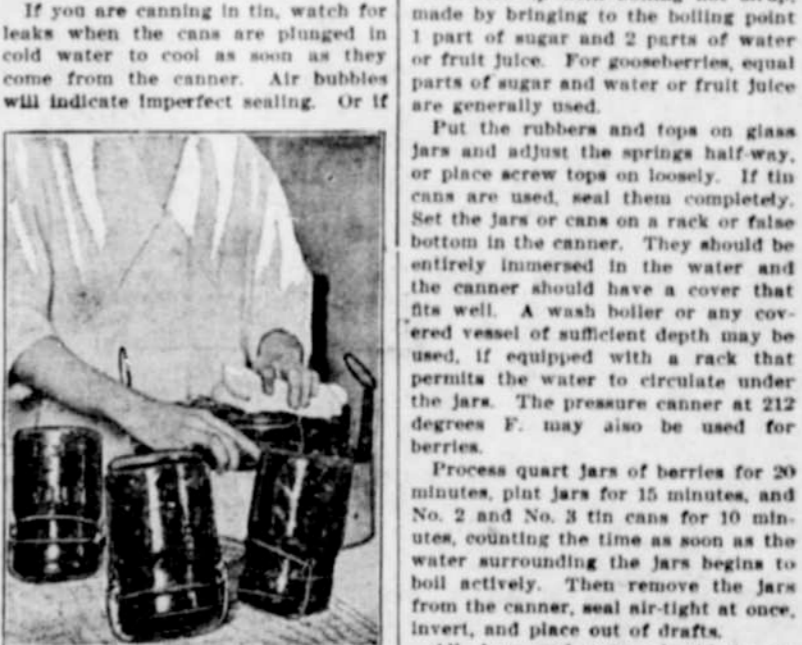 If you are canning in tin, watch for
leaks when the cans are plunged in
cold water to cool as soon as they
come from the canner. Air bubbles
will indicate imperfect sealing. Or if
made by bringing to the boiling point
1 part of sugar and 2 parts of water
or fruit juice. For gooseberries, equal
parts of sugar and water or fruit juice
are generally used.
Put the rubbers and tops on glass
jars and adjust the springs half-way,
or place screw tops on loosely. If tin
cans are used, seal them completely.
Set the jars or cans on a rack or false
bottom in the canner. They should be
entirely immersed in the water and
the canner should have a cover that
fits well. A wash boiler or any cov-
ered vessel of sufficient depth may be
used, if equipped with a rack that
permits the water to circulate under
the jars. The pressure canner at 212
degrees F. may also be used for
berries.
Process quart jars of berries for 20
minutes, pint jars for 15 minutes, and
No. 2 and No. 3 tin cans for 10 min-
utes, counting the time as soon as the
water surrounding the jars begins to
boil actively. Then remove the jars
from the canner, seal air-tight at once,
invert, and place out of drafts.